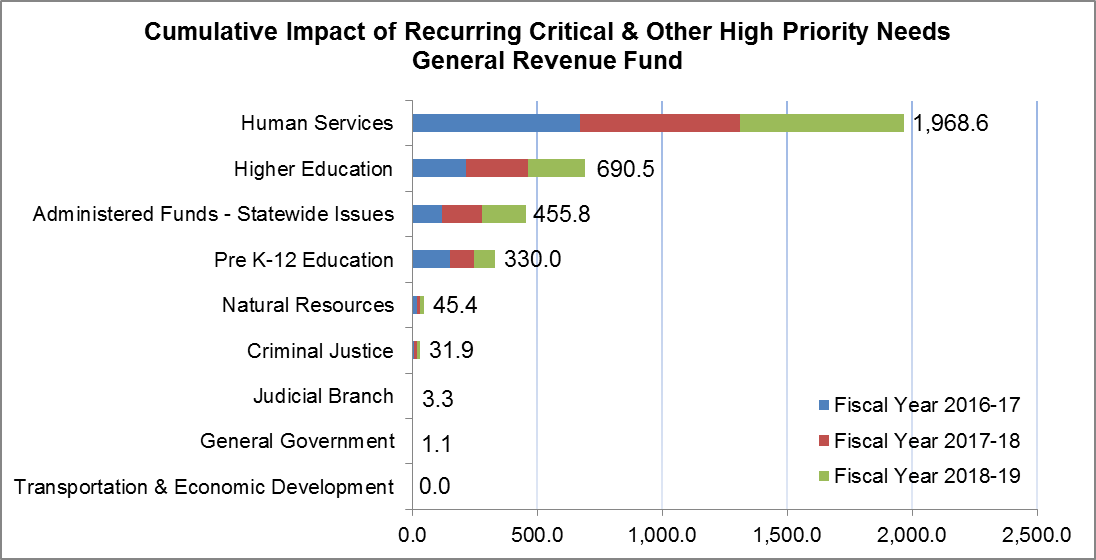 Cumulative Impact of Recurring Critical & Other High Priority Needs
General Revenue Fund
Human Services 1,968.6
Higher Education 690.5
Administered Funds - Statewide Issues 455.8
Pre K-12 Education 330.0
Natural Resources 45.4
Criminal Justice 31.9
Judicial Branch 3.3
General Government 1.1
Transportation & Economic Development 0.0
Fiscal Year 2016-17
Fiscal Year 2017-18
Fiscal Year 2018-19
0.0 500.0 1,000.0 1,500.0 2,000.0 2,500.0